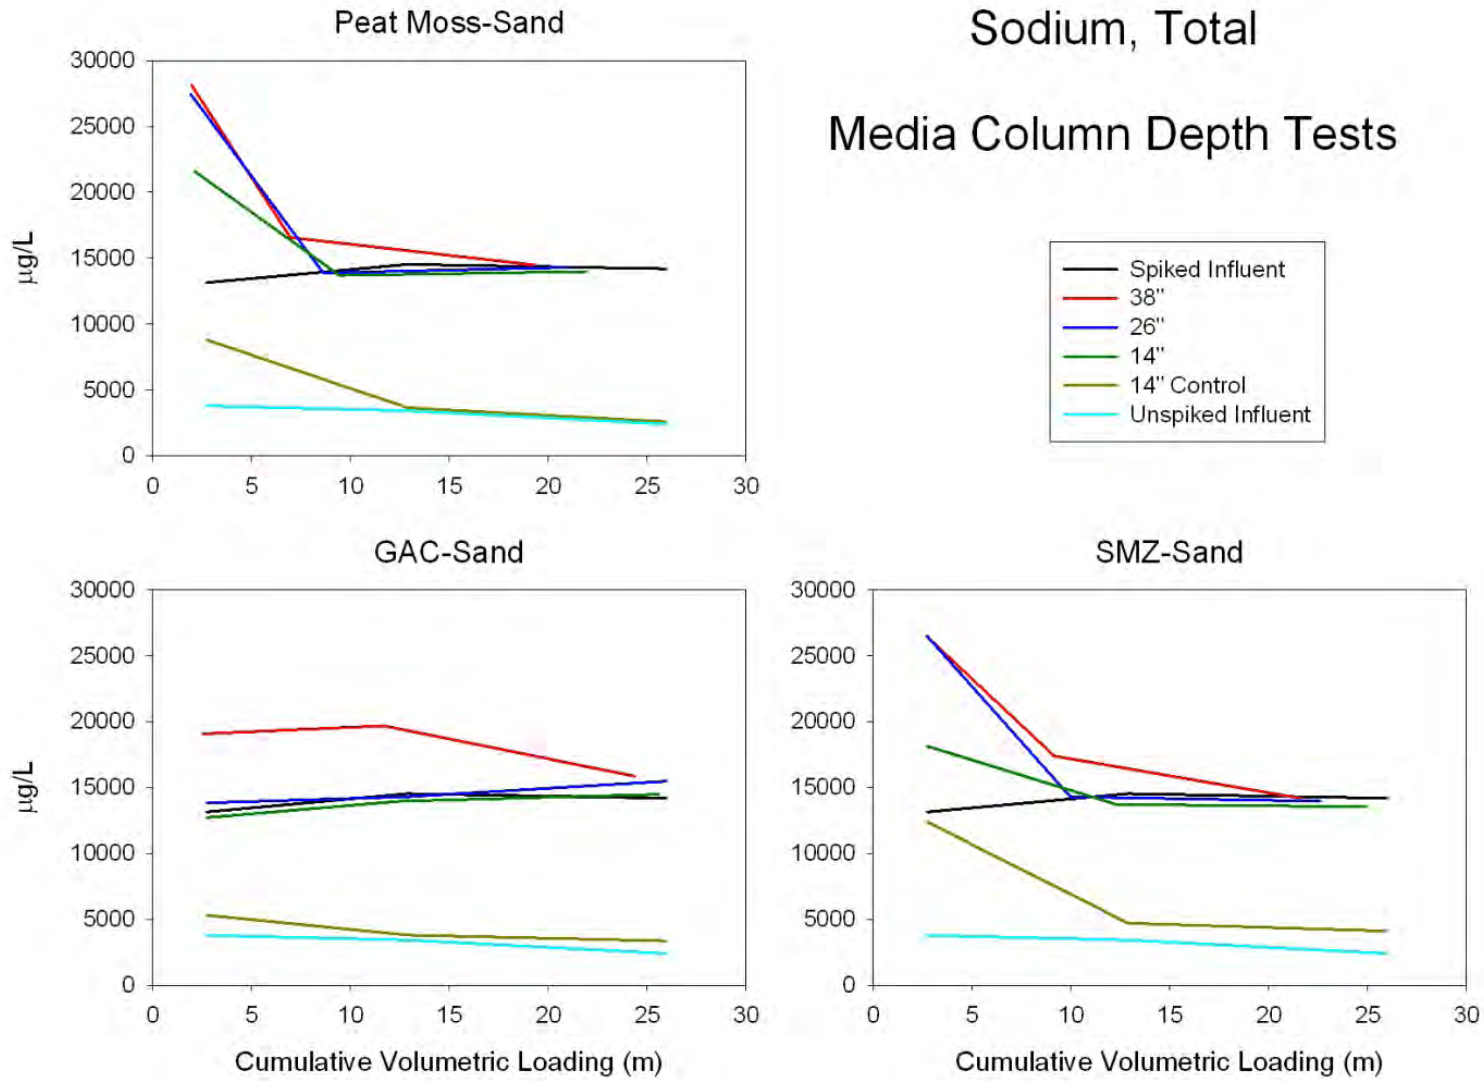 Peat Moss-Sand
Sodium, Total
Media Column Depth Tests
30000
25000
20000
15000
10000
5000
0
µg/L
0 5 10 15 20 25 30
Spiked Influent
38"
26"
14"
14" Control
Unspiked Influent
GAC-Sand
30000
25000
20000
15000
10000
5000
0
µg/L
0 5 10 15 20 25 30
Cumulative Volumetric Loading (m)
SMZ-Sand
30000
25000
20000
15000
10000
5000
0
0 5 10 15 20 25 30
Cumulative Volumetric Loading (m)